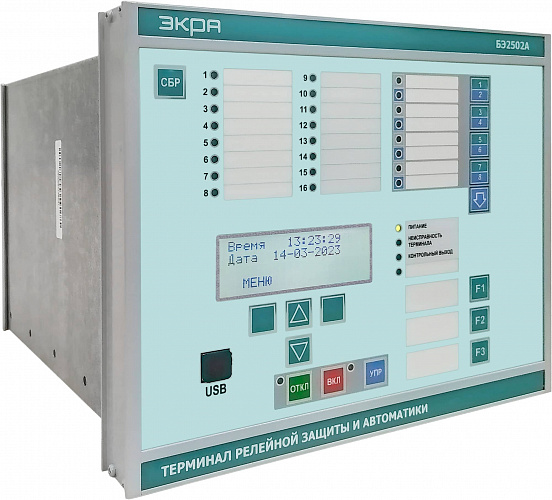 ЭКРА
БЭ2502А
СБР
1
2
3
4
5
6
7
8
9
10
11
12
13
14
15
16
1
2
3
4
5
6
7
8
ПИТАНИЕ
НЕИСПРАВНОСТЬ
ТЕРМИНАЛА
КОНТРОЛЬНЫЙ ВЫХОД
Время 13:23:29
Дата 14-03-2023
МЕНЮ
F1
F2
F3
USB
ОТКЛ
ВКЛ
УПР
ТЕРМИНАЛ РЕЛЕЙНОЙ ЗАЩИТЫ И АВТОМАТИКИ